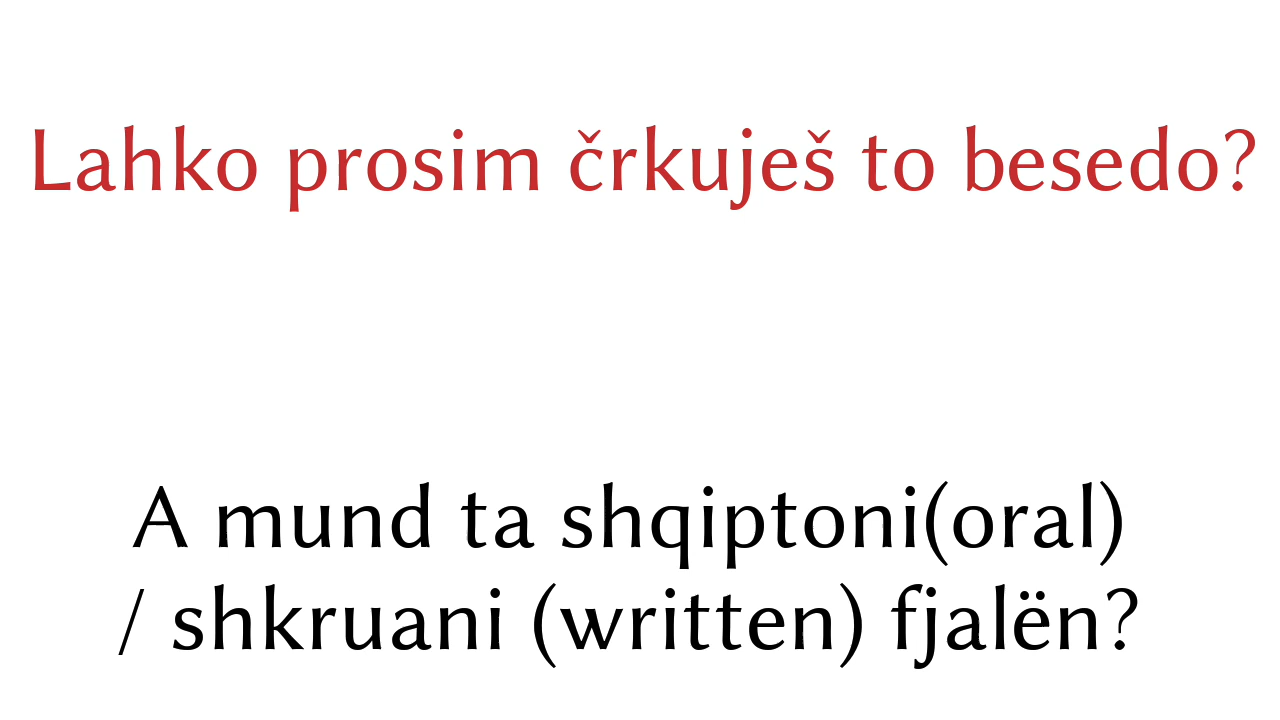 Lahko prosim črkuješ to besedo?
A mund ta shqiptoni(oral)
/ shkruani (written) fjalën?